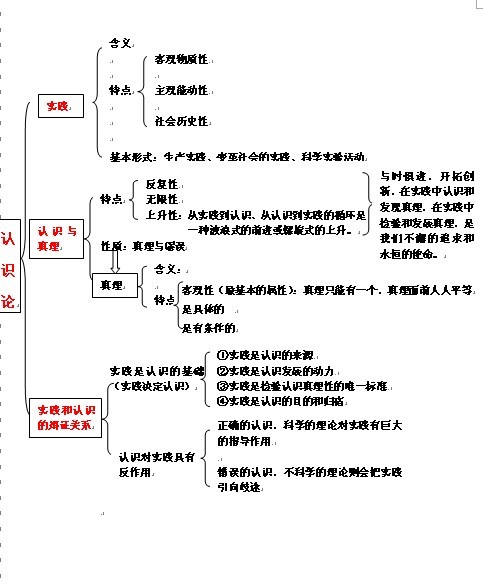 认识论
实践
含义
特点
客观物质性
主观能动性
社会历史性
基本形式：生产实践、变革社会的实践、科学实验活动
认识与
真理
特点
反复性
无限性
上升性：从实践到认识、从认识到实践的循环是
一种波浪式的前进或螺旋式的上升。
性质：真理与谬误
真理
含义：
特点
客观性（最基本的属性）：真理只能有一个，真理面前人人平等
是具体的
是有条件的
与时俱进，开拓创
新，在实践中认识和
发现真理，在实践中
检验和发展真理，是
我们不懈的追求和
永恒的使命。
实践和认识
的辩证关系
实践是认识的基础
（实践决定认识）
①实践是认识的来源
②实践是认识发展的动力
③实践是检验认识真理性的唯一标准
④实践是认识的目的和归宿
认识对实践具有
反作用
正确的认识，科学的理论对实践有巨大
的指导作用
错误的认识，不科学的理论则会把实践
引向歧途